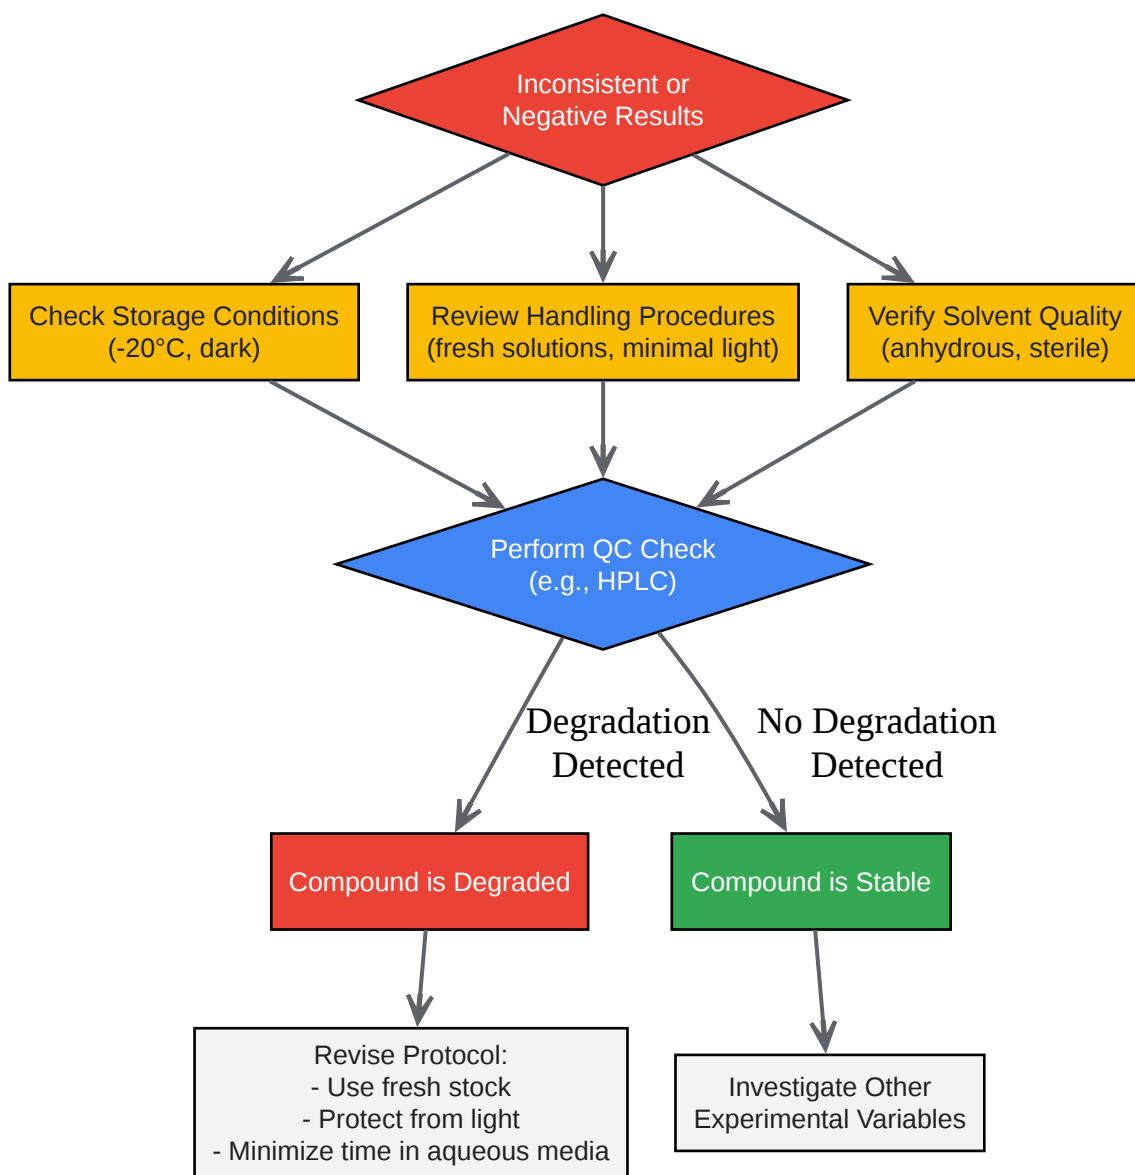 Inconsistent or
Negative Results
Check Storage Conditions
(-20°C, dark)
Review Handling Procedures
(fresh solutions, minimal light)
Verify Solvent Quality
(anhydrous, sterile)
Perform QC Check
(e.g., HPLC)
Degradation
Detected
No Degradation
Detected
Compound is Degraded
Compound is Stable
Revise Protocol:
- Use fresh stock
- Protect from light
- Minimize time in aqueous media
Investigate Other
Experimental Variables